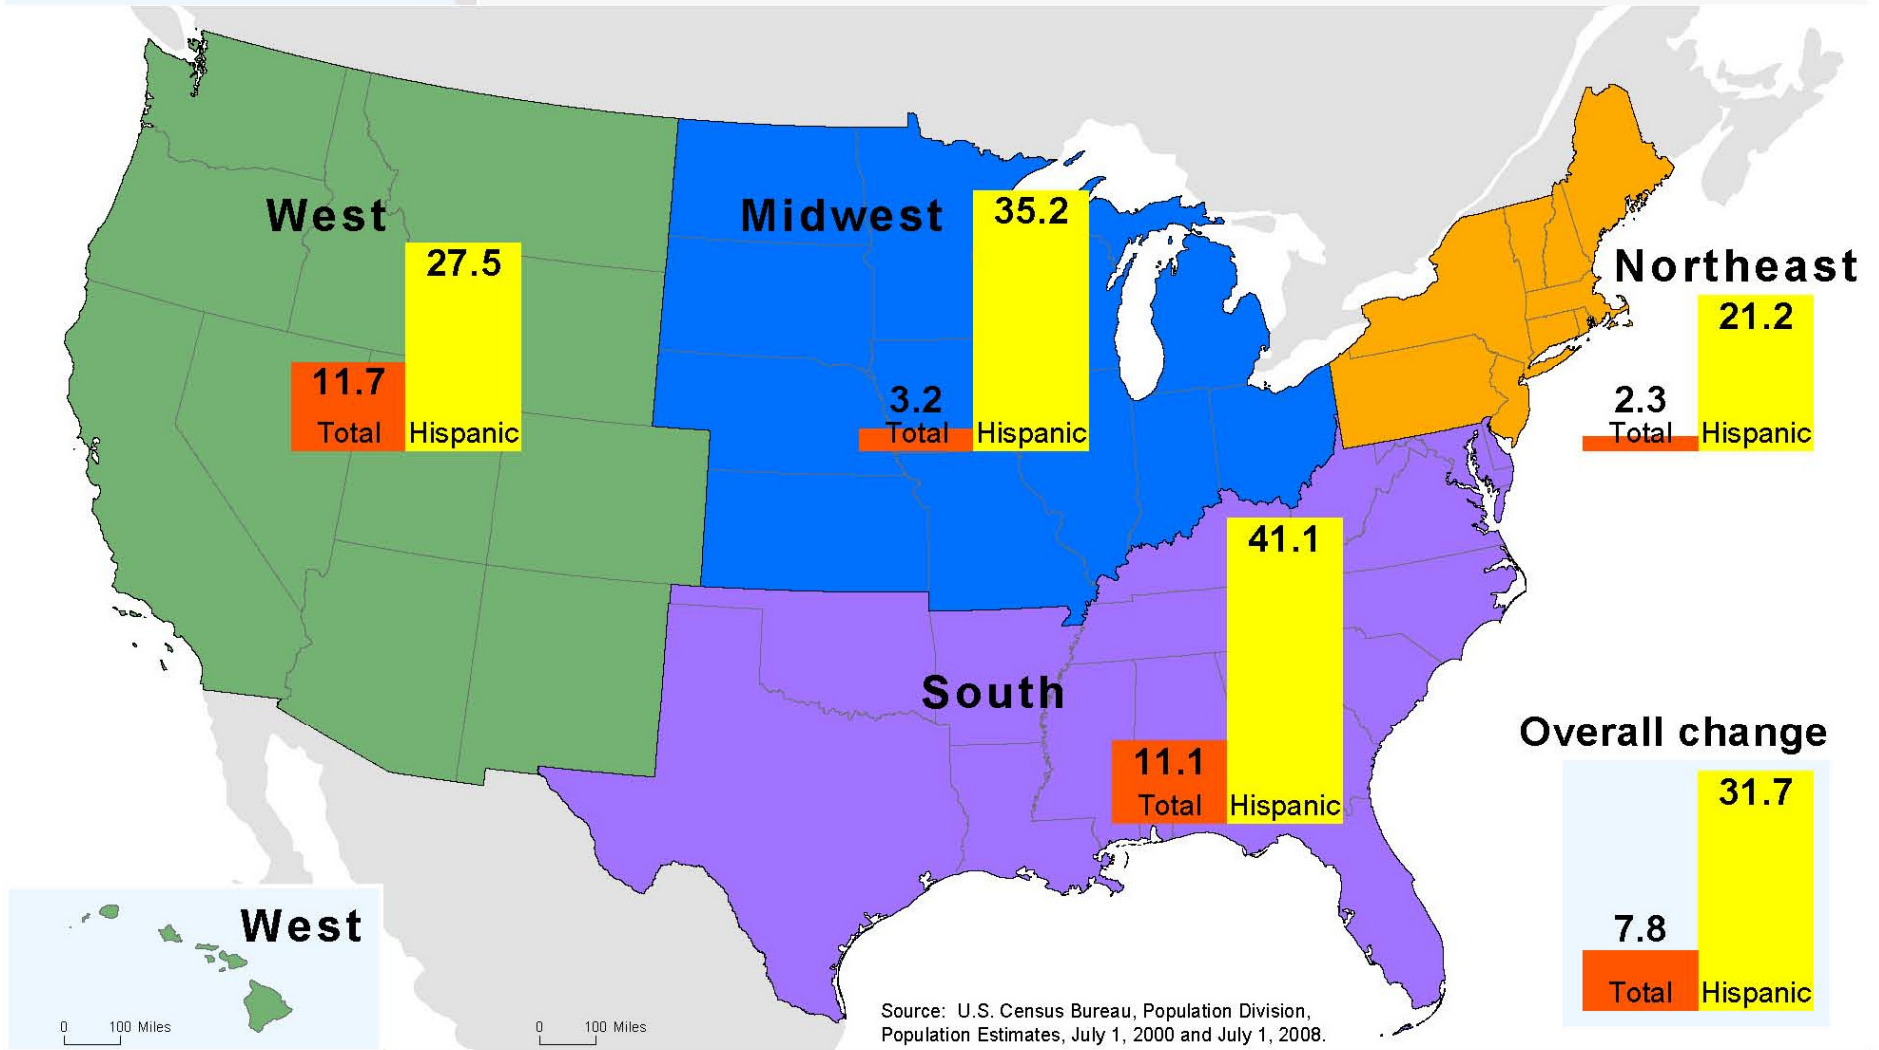 West
27.5
11.7
Total
Hispanic
Midwest
35.2
3.2
Total
Hispanic
Northeast
21.2
2.3
Total
Hispanic
South
41.1
11.1
Total
Hispanic
Overall change
31.7
7.8
Total
Hispanic
West
0 100 Miles
0 100 Miles
Source: U.S. Census Bureau, Population Division,
Population Estimates, July 1, 2000 and July 1, 2008.